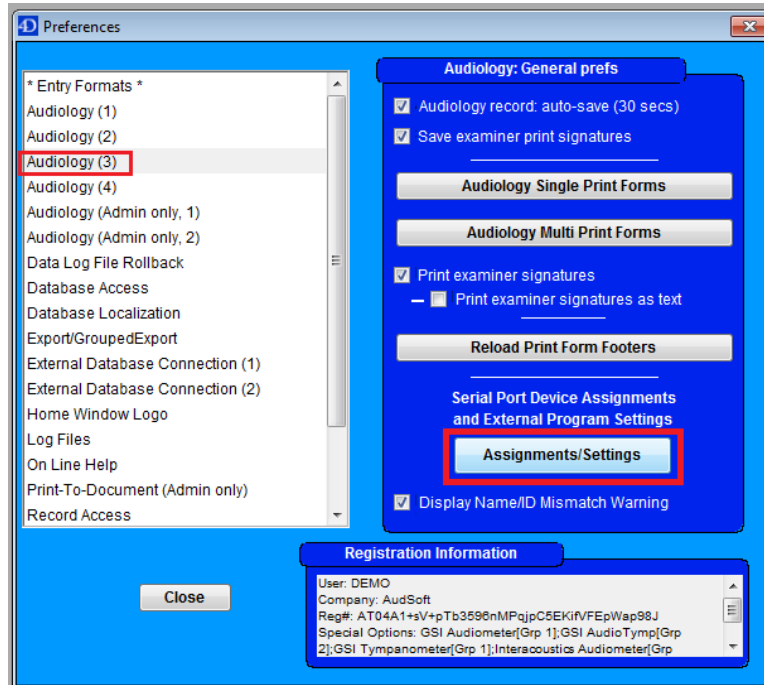 4D Preferences
* Entry Formats *
Audiology (1)
Audiology (2)
Audiology (3)
Audiology (4)
Audiology (Admin only, 1)
Audiology (Admin only, 2)
Data Log File Rollback
Database Access
Database Localization
Export/GroupedExport
External Database Connection (1)
External Database Connection (2)
Home Window Logo
Log Files
On Line Help
Print-To-Document (Admin only)
Record Access
Close
Audiology: General prefs
Audiology record: auto-save (30 secs)
Save examiner print signatures
Audiology Single Print Forms
Audiology Multi Print Forms
Print examiner signatures
Print examiner signatures as text
Reload Print Form Footers
Serial Port Device Assignments
and External Program Settings
Assignments/Settings
Display Name/ID Mismatch Warning
Registration Information
User: DEMO
Company: AudSoft
Reg#: AT04A1+sV+pTb3596nMPqjpC5EKifVFEpWap98J
Special Options: GSI Audiometer[Grp 1];GSI AudioTymp[Grp
2];GSI Tympanometer[Grp 1];Interacoustics Audiometer[Grp